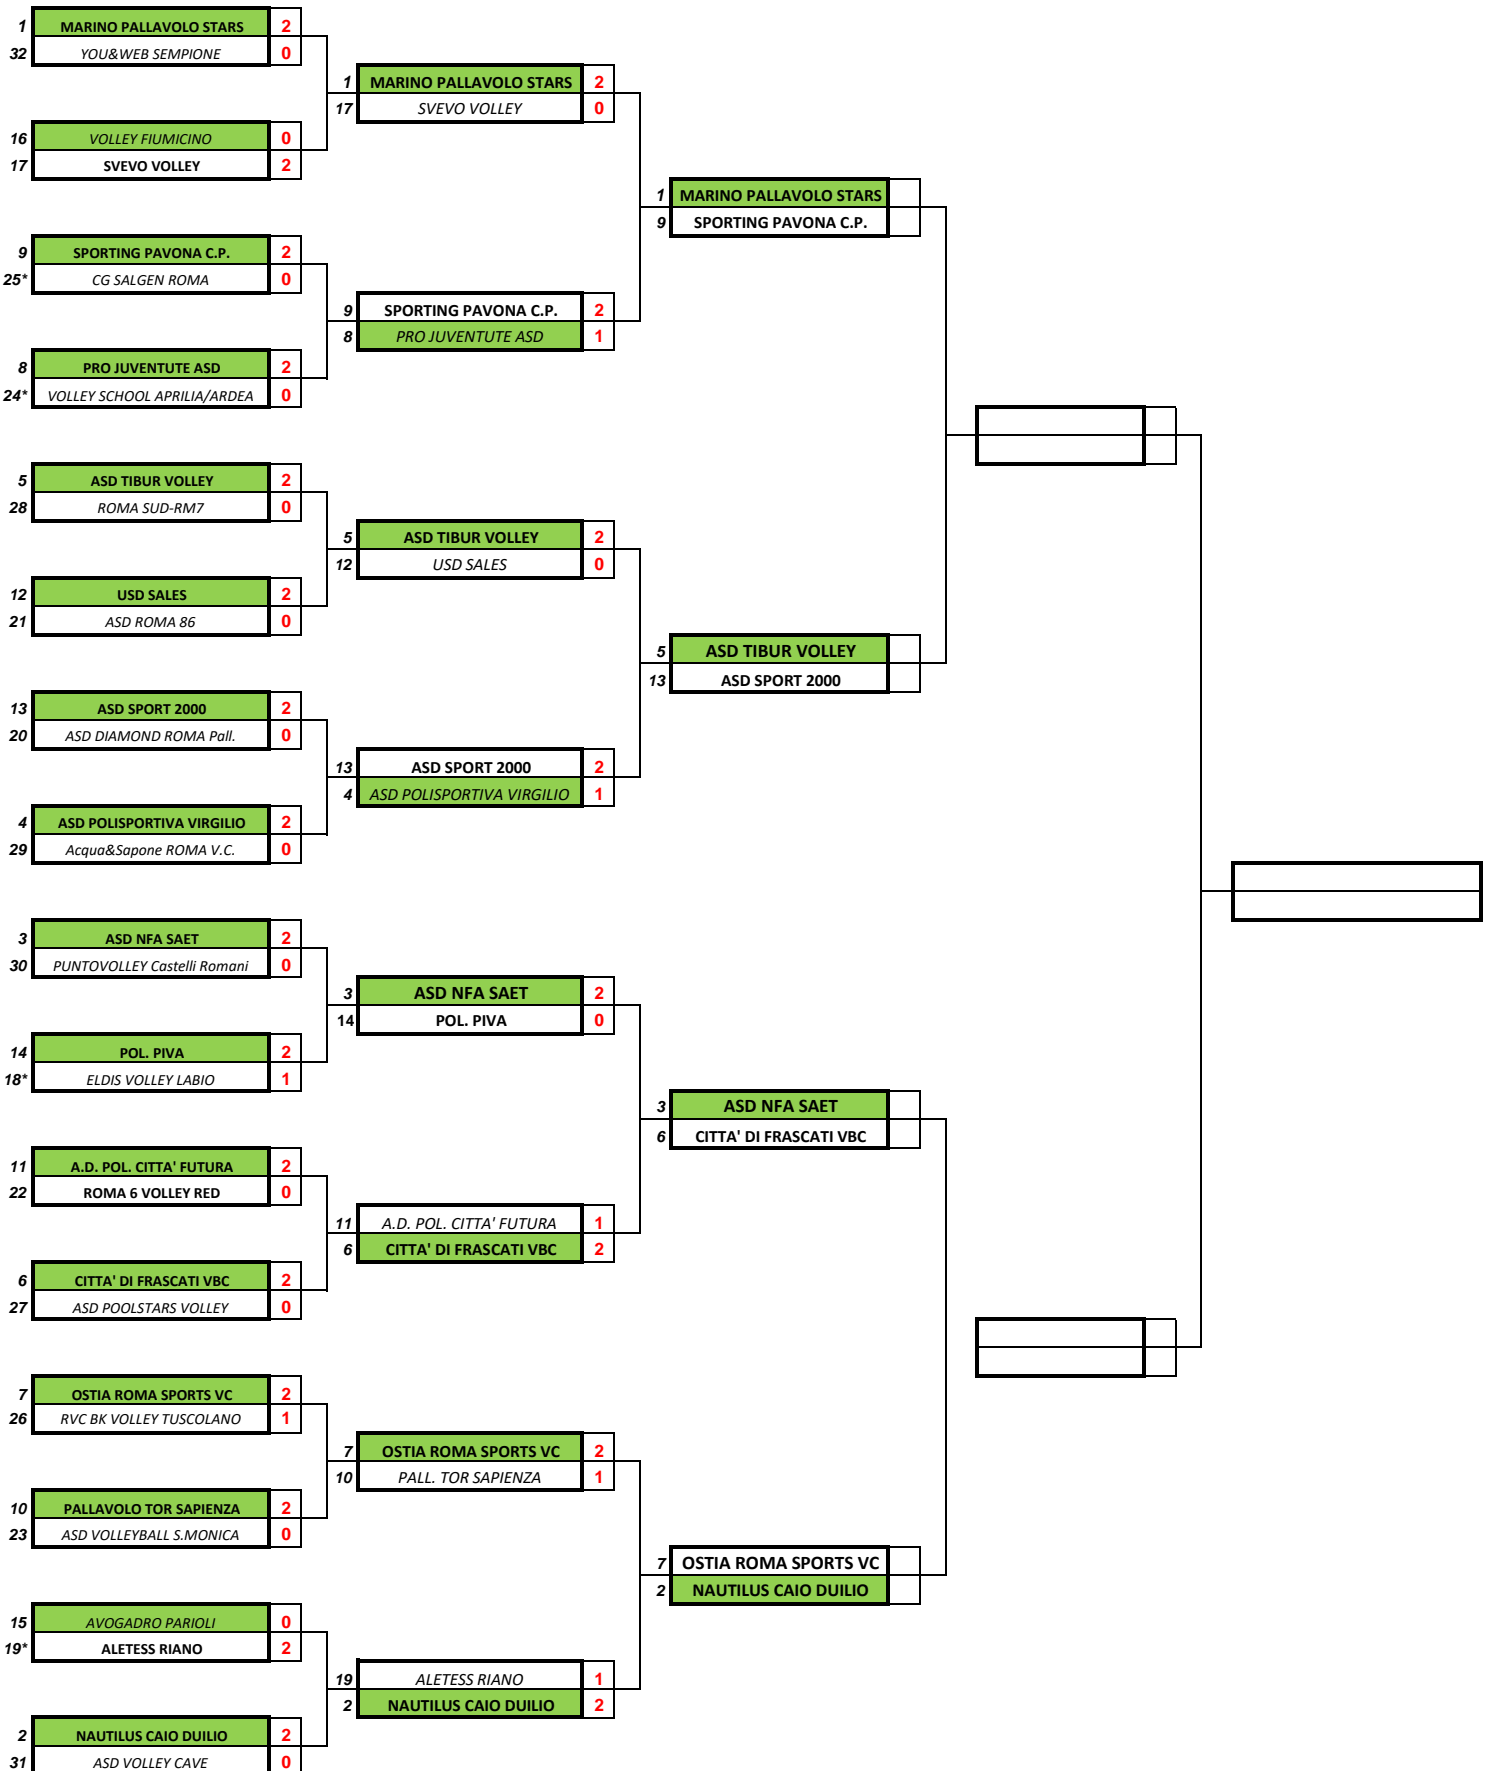 1 MARINO PALLAVOLO STARS 2
32 YOU&WEB SEMPIONE 0
16 VOLLEY FIUMICINO 0
17 SVEVO VOLLEY 2
9 SPORTING PAVONA C.P. 2
25* CG SALGEN ROMA 0
8 PRO JUVENTUTE ASD 2
24* VOLLEY SCHOOL APRILIA/ARDEA 0
5 ASD TIBUR VOLLEY 2
28 ROMA SUD-RM7 0
12 USD SALES 2
21 ASD ROMA 86 0
13 ASD SPORT 2000 2
20 ASD DIAMOND ROMA Pall. 0
4 ASD POLISPORTIVA VIRGILIO 2
29 Acqua&Sapone ROMA V.C. 0
3 ASD NFA SAET 2
30 PUNTOVOLLEY Castelli Romani 0
14 POL. PIVA 2
18* ELDIS VOLLEY LABIO 1
11 A.D. POL. CITTA' FUTURA 2
22 ROMA 6 VOLLEY RED 0
6 CITTA' DI FRASCATI VBC 2
27 ASD POOLSTARS VOLLEY 0
7 OSTIA ROMA SPORTS VC 2
26 RVC BK VOLLEY TUSCOLANO 1
10 PALLAVOLO TOR SAPIENZA 2
23 ASD VOLLEYBALL S.MONICA 0
15 AVOGADRO PARIOLI 0
19* ALETESS RIANO 2
2 NAUTILUS CAIO DUILIO 2
31 ASD VOLLEY CAVE 0
1 MARINO PALLAVOLO STARS 2
17 SVEVO VOLLEY 0
9 SPORTING PAVONA C.P. 2
8 PRO JUVENTUTE ASD 1
5 ASD TIBUR VOLLEY 2
12 USD SALES 0
13 ASD SPORT 2000 2
4 ASD POLISPORTIVA VIRGILIO 1
3 ASD NFA SAET 2
14 POL. PIVA 0
11 A.D. POL. CITTA' FUTURA 1
6 CITTA' DI FRASCATI VBC 2
7 OSTIA ROMA SPORTS VC 2
10 PALL. TOR SAPIENZA 1
19 ALETESS RIANO 1
2 NAUTILUS CAIO DUILIO 2
1 MARINO PALLAVOLO STARS
9 SPORTING PAVONA C.P.
5 ASD TIBUR VOLLEY
13 ASD SPORT 2000
3 ASD NFA SAET
6 CITTA' DI FRASCATI VBC
7 OSTIA ROMA SPORTS VC
2 NAUTILUS CAIO DUILIO